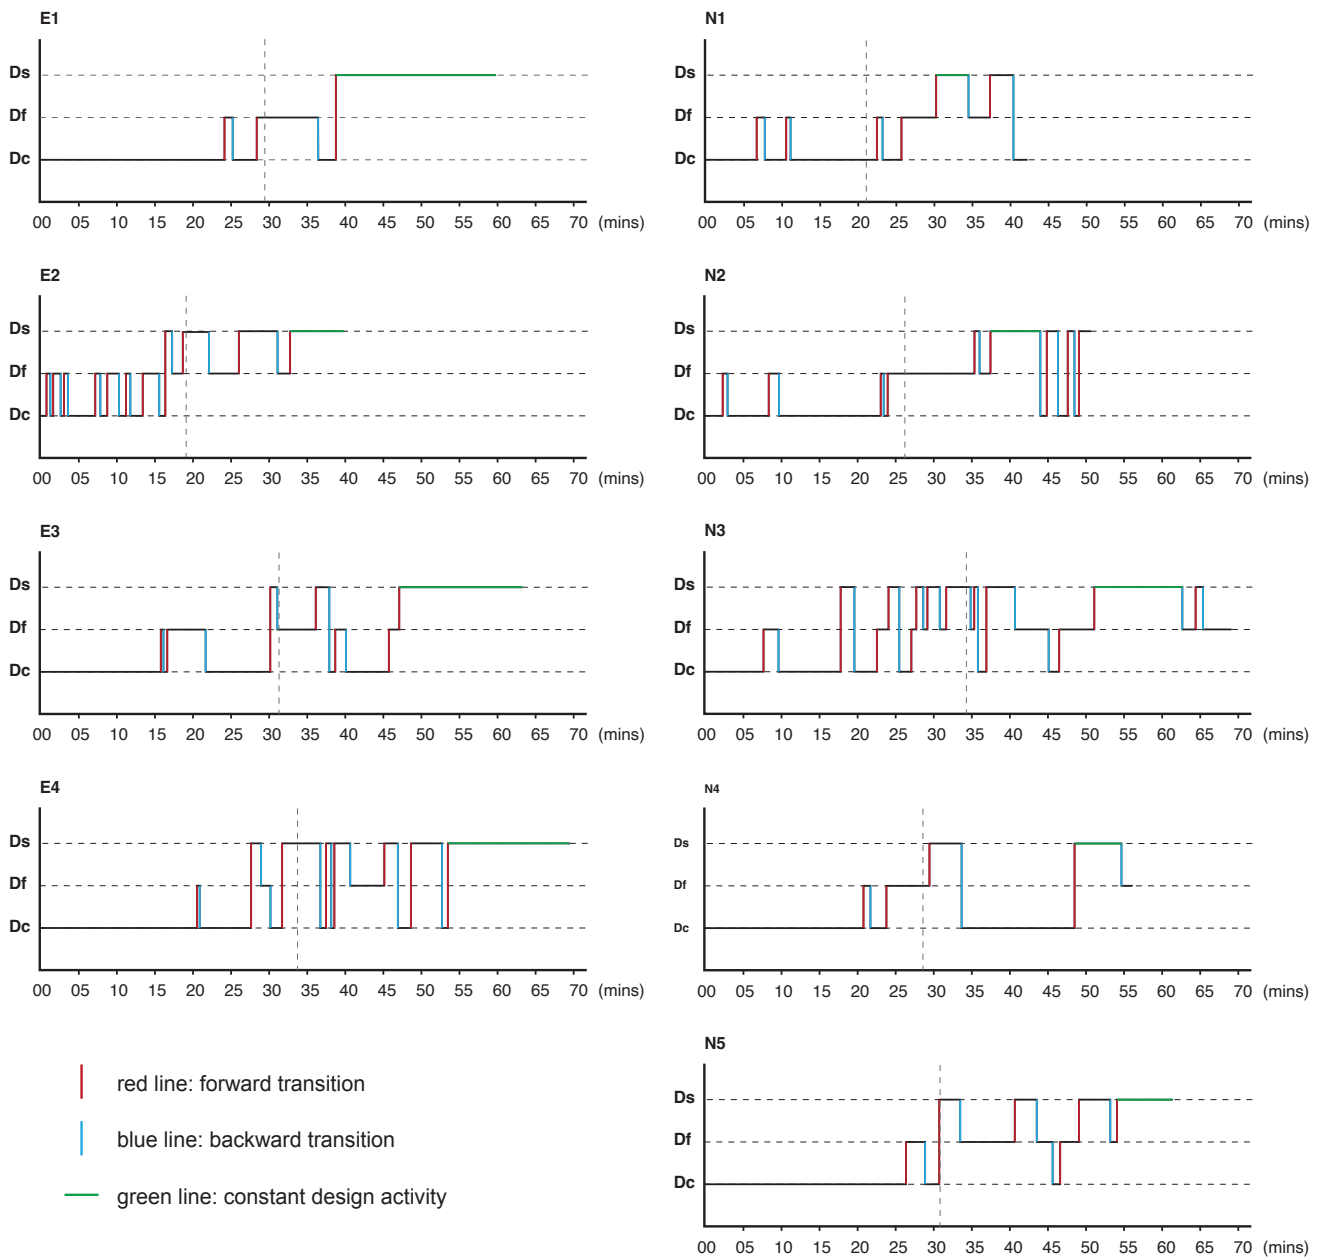 E1
Ds
Df
Dc
00 05 10 15 20 25 30 35 40 45 50 55 60 65 70 (mins)
N1
Ds
Df
Dc
00 05 10 15 20 25 30 35 40 45 50 55 60 65 70 (mins)
E2
Ds
Df
Dc
00 05 10 15 20 25 30 35 40 45 50 55 60 65 70 (mins)
N2
Ds
Df
Dc
00 05 10 15 20 25 30 35 40 45 50 55 60 65 70 (mins)
E3
Ds
Df
Dc
00 05 10 15 20 25 30 35 40 45 50 55 60 65 70 (mins)
N3
Ds
Df
Dc
00 05 10 15 20 25 30 35 40 45 50 55 60 65 70 (mins)
E4
Ds
Df
Dc
00 05 10 15 20 25 30 35 40 45 50 55 60 65 70 (mins)
N4
Ds
Df
Dc
00 05 10 15 20 25 30 35 40 45 50 55 60 65 70 (mins)
red line: forward transition
blue line: backward transition
green line: constant design activity
N5
Ds
Df
Dc
00 05 10 15 20 25 30 35 40 45 50 55 60 65 70 (mins)